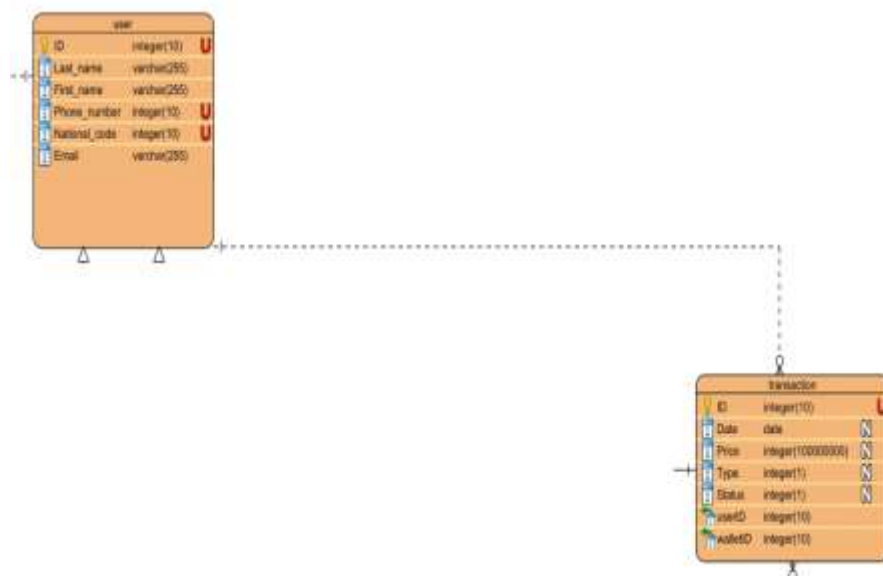 user
ID integer(10) U
Last_name varchar(255)
First_name varchar(255)
Phone_number integer(10) U
National_code integer(10) U
Email varchar(255)
transaction
ID integer(10) U
Date date N
Price integer(100000000) N
Type integer(1) N
Status integer(1) N
userID integer(10)
walletID integer(10)